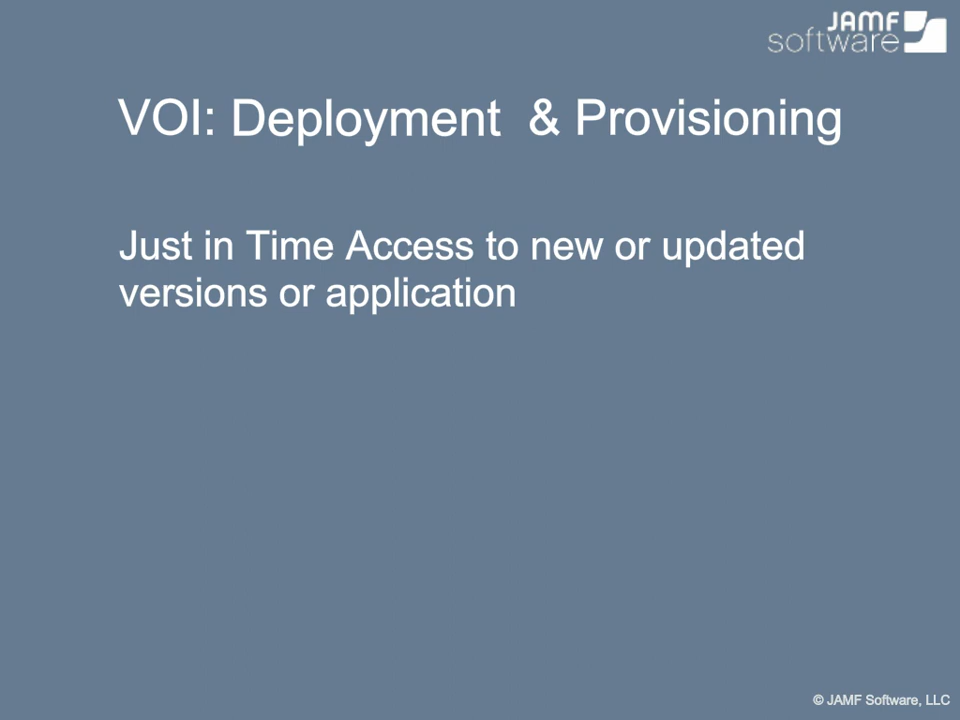 JAMF
software
VOI: Deployment & Provisioning
Just in Time Access to new or updated
versions or application
© JAMF Software, LLC